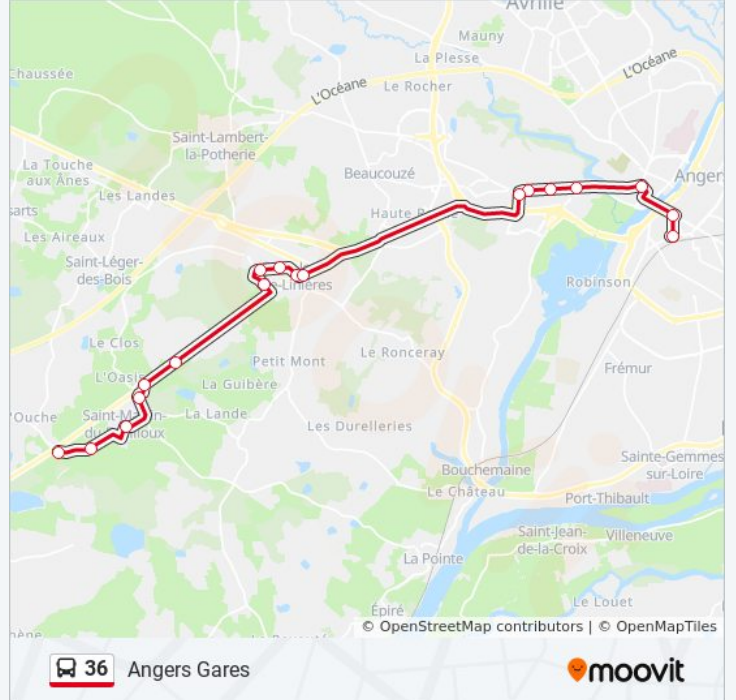 Avrillé
Mauny
La Plesse
L'Océane
Chaussée
L'Océane
Le Rocher
Saint-Lambert-
la-Potherie
La Touche
aux Ânes
Beaucouzé
Angers
Les Landes
sarts
Haute
Les Aireaux
Saint-Léger-
des-Bois
e-Linières
Robinson
Le Clos
Petit Mont
Le Ronceray
L'Oasis
La Guibère
Frémur
'Ouche
La Lande
Les Durelleries
Bouchemaine
Sainte-Gemmes
sur-Loire
Le Château
Port-Thibault
Saint-Jean-
de-la-Croix
Villeneuve
La Pointe
Le Louet
Épiré
© OpenStreetMap contributors | © OpenMapTiles
36 Angers Gares
moovit